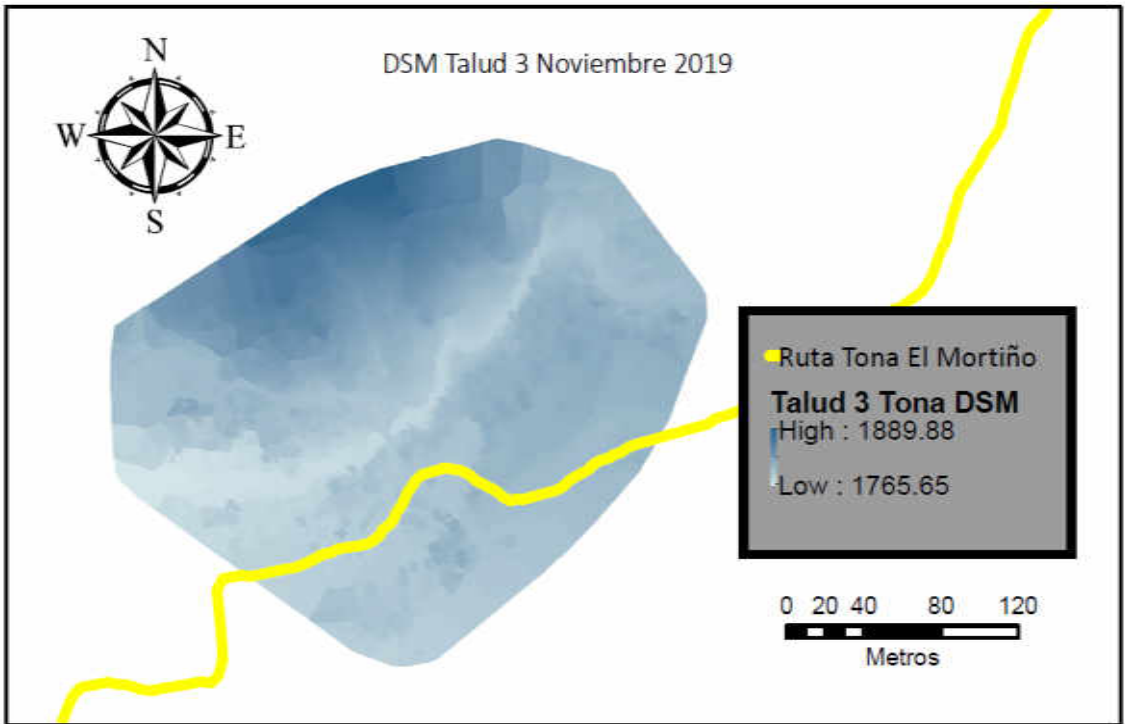 DSM Talud 3 Noviembre 2019
N
W E
S
Ruta Tona El Mortiño
Talud 3 Tona DSM
High : 1889.88
Low : 1765.65
0 20 40 80 120
Metros